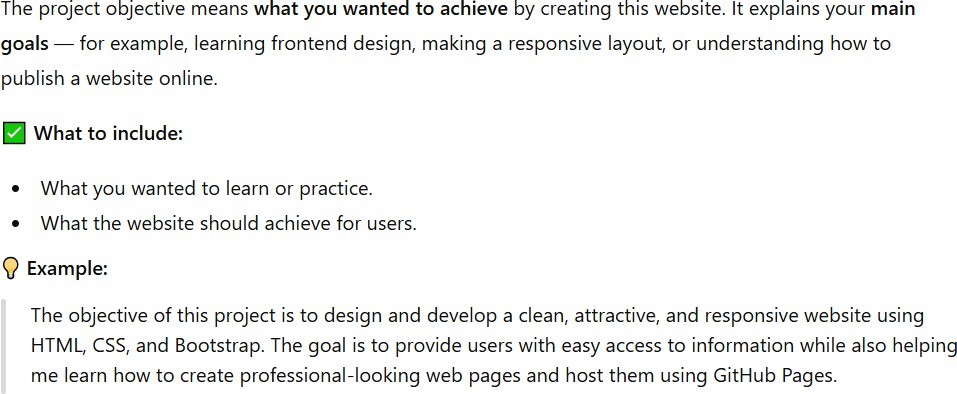 The project objective means what you wanted to achieve by creating this website. It explains your main
goals — for example, learning frontend design, making a responsive layout, or understanding how to
publish a website online.
✅ What to include:
• What you wanted to learn or practice.
• What the website should achieve for users.
💡 Example:
The objective of this project is to design and develop a clean, attractive, and responsive website using
HTML, CSS, and Bootstrap. The goal is to provide users with easy access to information while also helping
me learn how to create professional-looking web pages and host them using GitHub Pages.